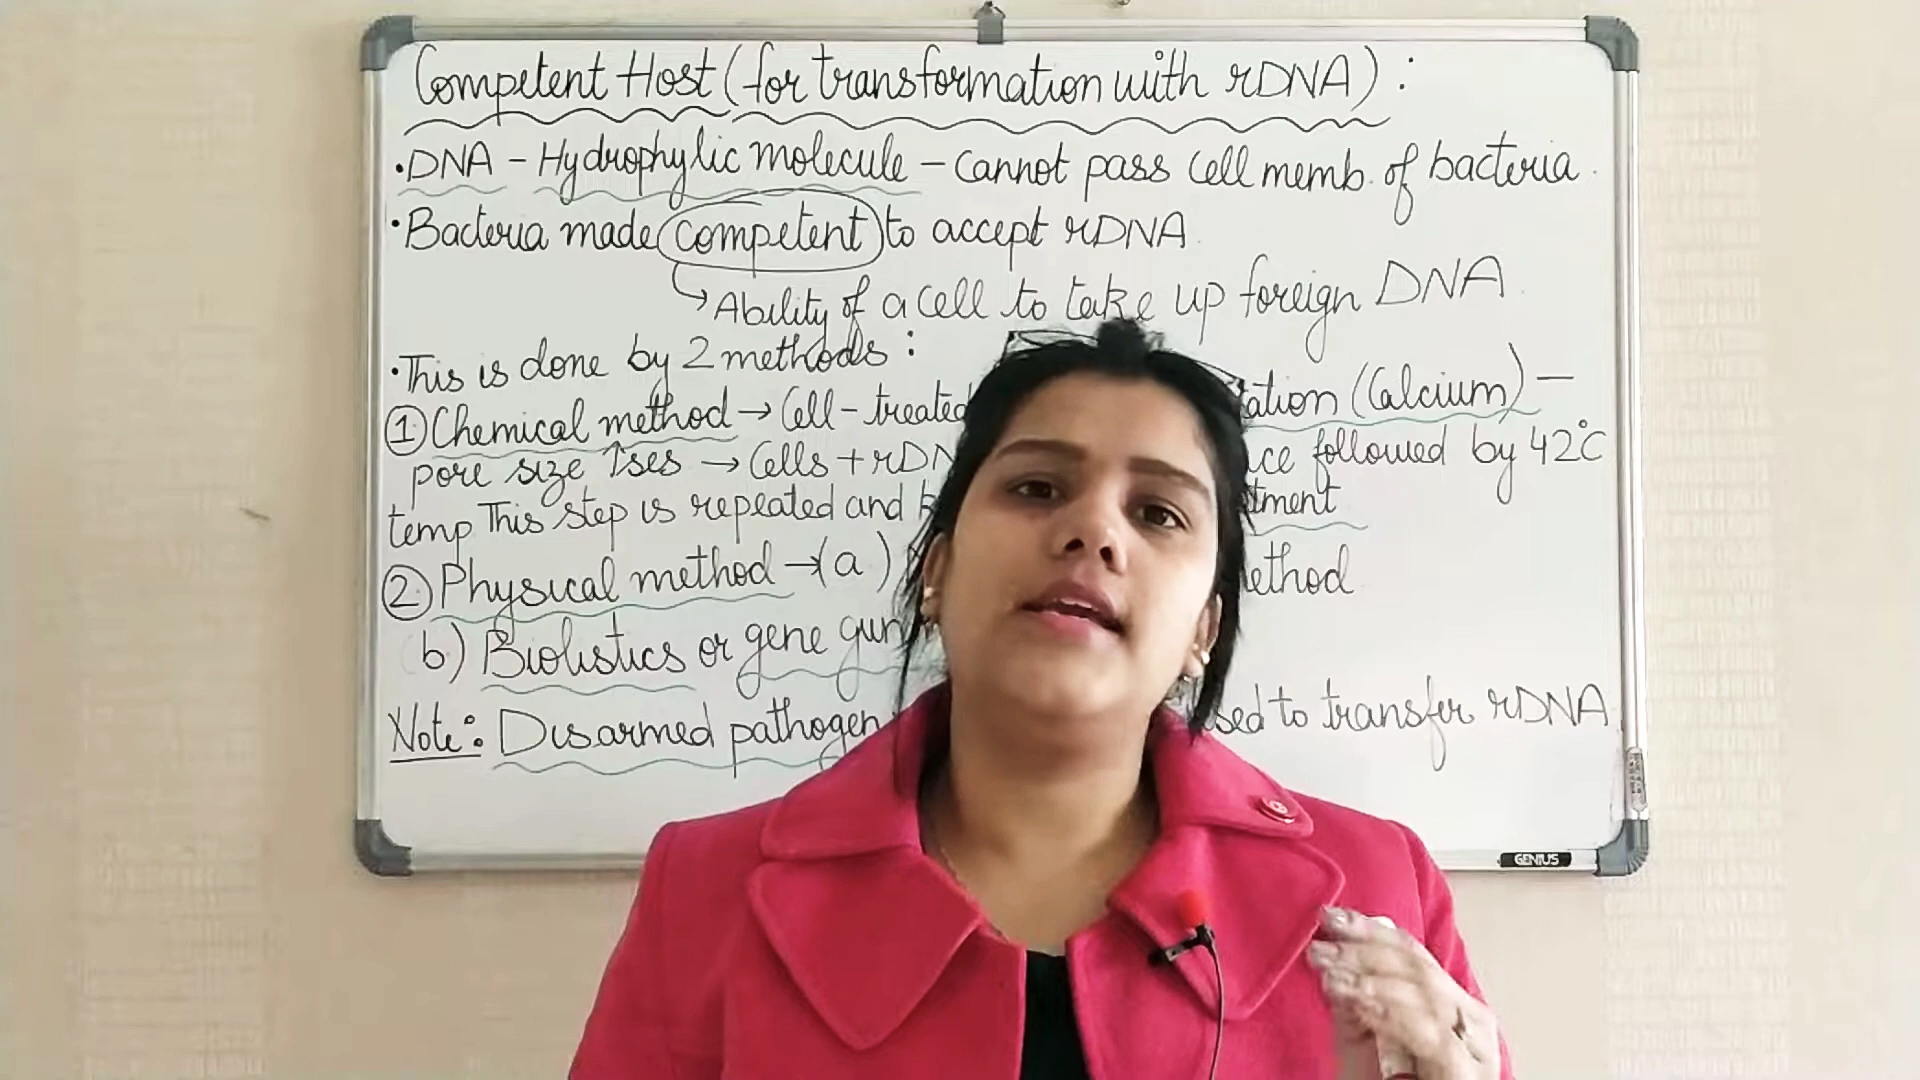 Competent Host (for transformation with rDNA) :
• DNA - Hydrophylic molecule - Cannot pass cell memb. of bacteria.
• Bacteria made competent to accept rDNA
↳ Ability of a cell to take up foreign DNA
• This is done by 2 methods :
① Chemical method → Cell - treated ation (Calcium) -
pore size ↑ses → Cells + rDN ce followed by 42°C
temp This step is repeated and tment
② Physical method → (a) ethod
b) Biolistics or gene gun
Note : Disarmed pathogen sed to transfer rDNA
GENIUS